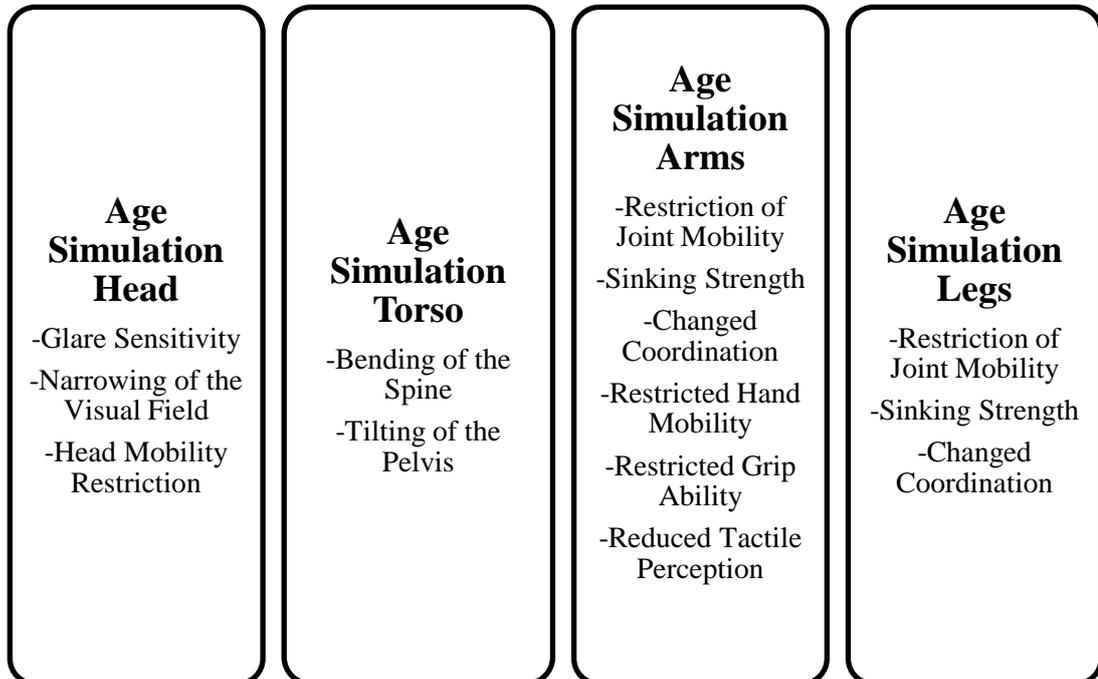 Age
Simulation
Head
-Glare Sensitivity
-Narrowing of the
Visual Field
-Head Mobility
Restriction
Age
Simulation
Torso
-Bending of the
Spine
-Tilting of the
Pelvis
Age
Simulation
Arms
-Restriction of
Joint Mobility
-Sinking Strength
-Changed
Coordination
-Restricted Hand
Mobility
-Restricted Grip
Ability
-Reduced Tactile
Perception
Age
Simulation
Legs
-Restriction of
Joint Mobility
-Sinking Strength
-Changed
Coordination